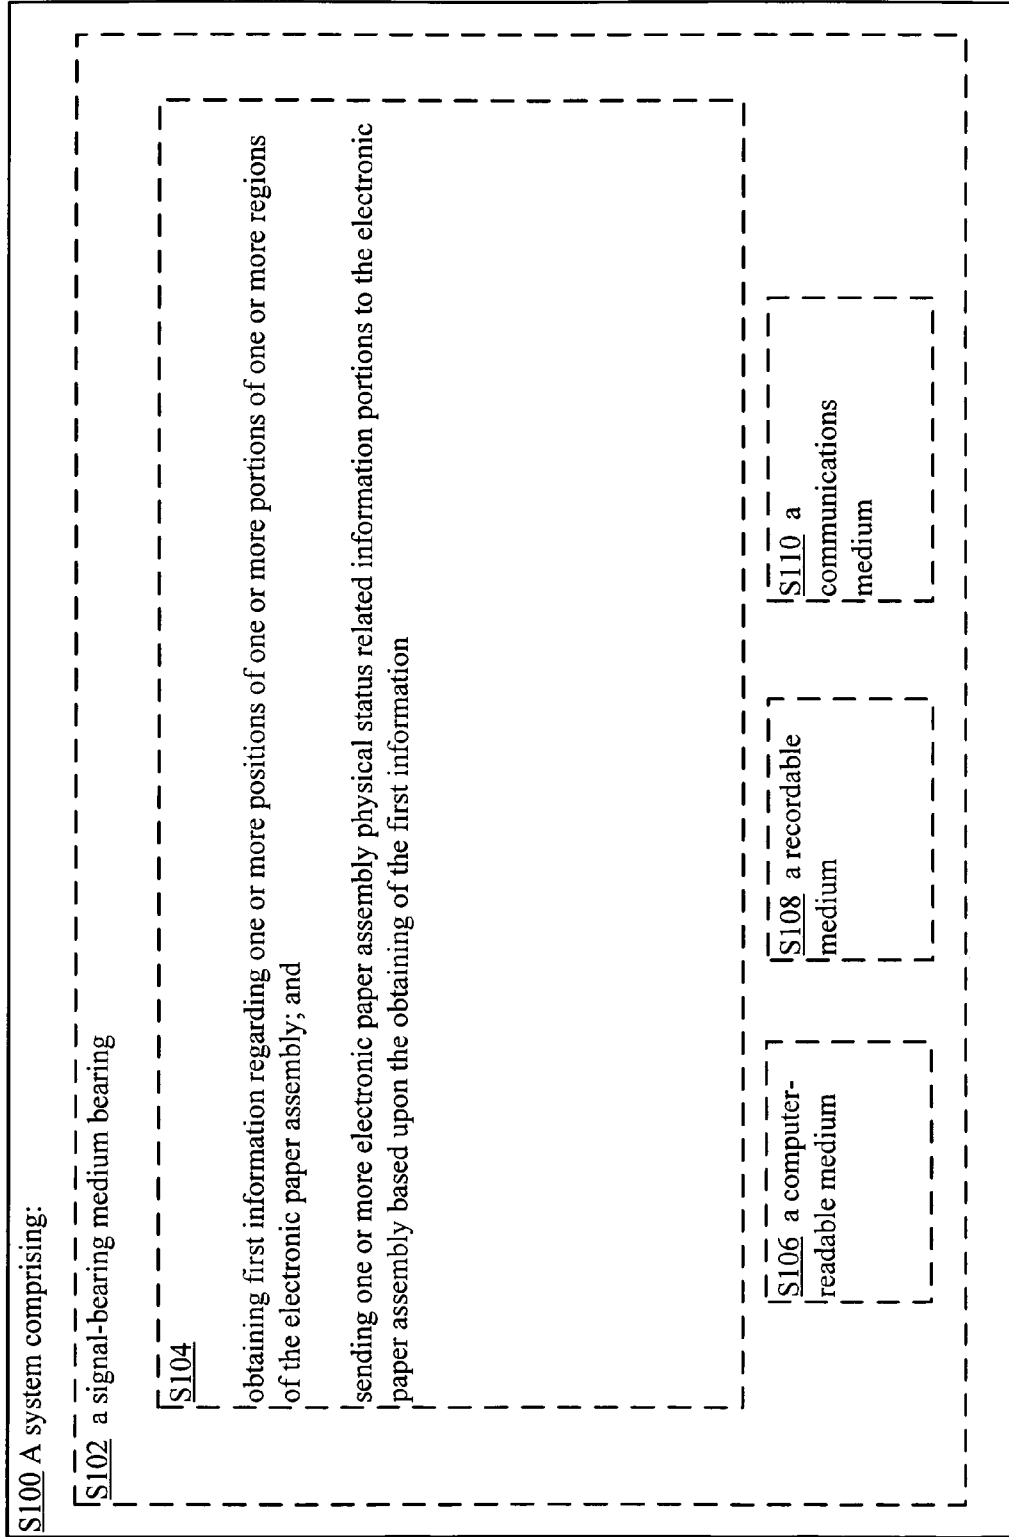 S100 A system comprising:
S102 a signal-bearing medium bearing
S104
obtaining first information regarding one or more positions of one or more portions of one or more regions
of the electronic paper assembly; and
sending one or more electronic paper assembly physical status related information portions to the electronic
paper assembly based upon the obtaining of the first information
S106 a computer-
readable medium
S108 a recordable
medium
S110 a
communications
medium